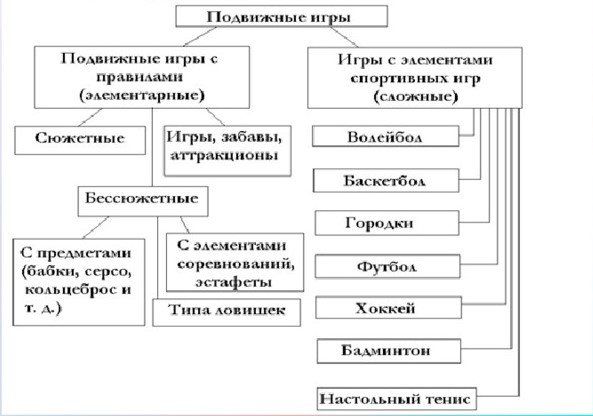 Подвижные игры
Подвижные игры с
правилами
(элементарные)
Игры с элементами
спортивных игр
(сложные)
Сюжетные
Игры, забавы,
аттракционы
Бессюжетные
С предметами
(бабки, серсо,
кольцеброс и
т. д.)
С элементами
соревнований,
эстафеты
Типа ловишек
Волейбол
Баскетбол
Городки
Футбол
Хоккей
Бадминтон
Настольный тенис